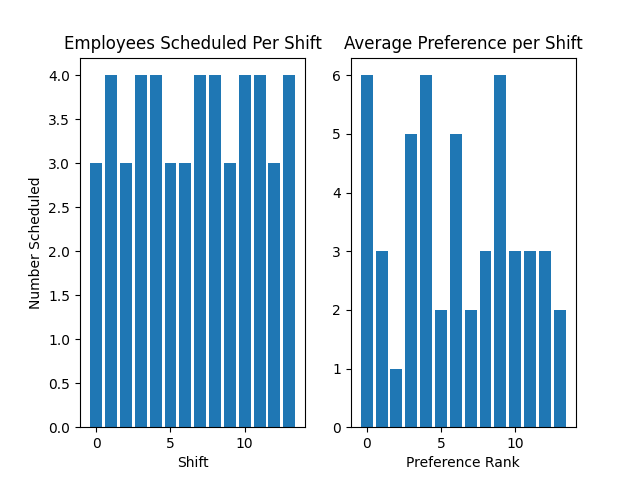 Employees Scheduled Per Shift
Number Scheduled
4.0
3.5
3.0
2.5
2.0
1.5
1.0
0.5
0.0
0 5 10
Shift
Average Preference per Shift
6
5
4
3
2
1
0
0 5 10
Preference Rank